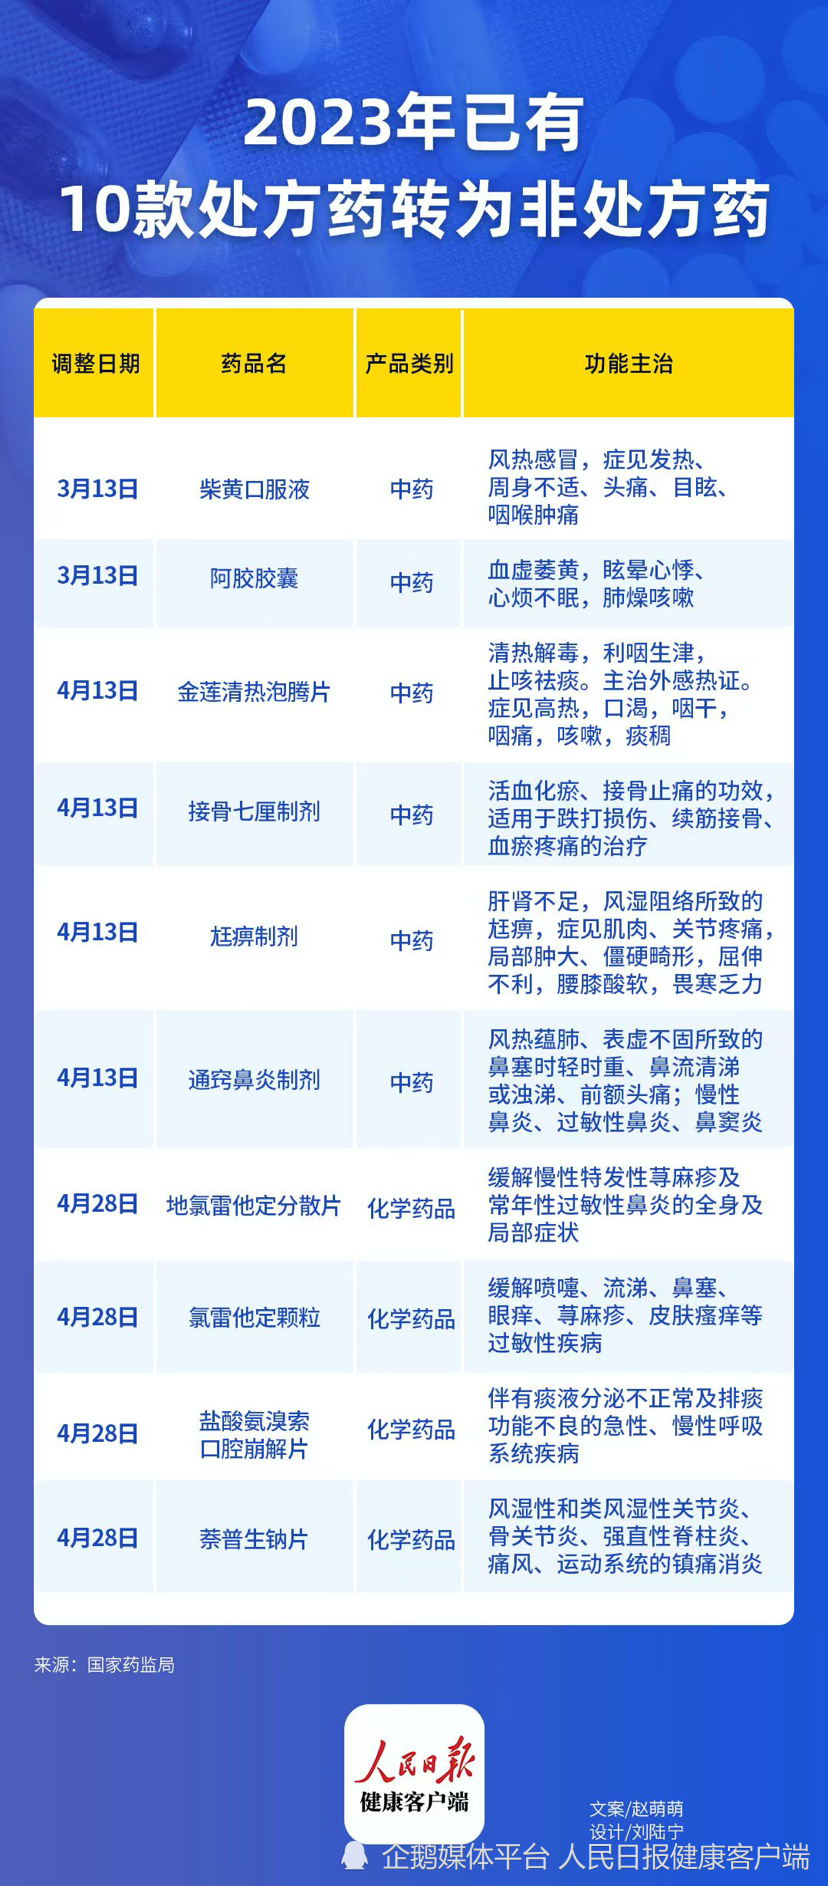 2023年已有
10款处方药转为非处方药
调整日期 药品名 产品类别 功能主治
3月13日 柴黄口服液 中药
风热感冒，症见发热、
周身不适、头痛、目眩、
咽喉肿痛
3月13日 阿胶胶囊 中药
血虚萎黄，眩晕心悸、
心烦不眠，肺燥咳嗽
4月13日 金莲清热泡腾片 中药
清热解毒，利咽生津，
止咳祛痰。主治外感热证。
症见高热，口渴，咽干，
咽痛，咳嗽，痰稠
4月13日 接骨七厘制剂 中药
活血化瘀、接骨止痛的功效，
适用于跌打损伤、续筋接骨、
血瘀疼痛的治疗
4月13日 尪痹制剂 中药
肝肾不足，风湿阻络所致的
尪痹，症见肌肉、关节疼痛，
局部肿大、僵硬畸形，屈伸
不利，腰膝酸软，畏寒乏力
4月13日 通窍鼻炎制剂 中药
风热蕴肺、表虚不固所致的
鼻塞时轻时重、鼻流清涕
或浊涕、前额头痛；慢性
鼻炎、过敏性鼻炎、鼻窦炎
4月28日 地氯雷他定分散片 化学药品
缓解慢性特发性荨麻疹及
常年性过敏性鼻炎的全身及
局部症状
4月28日 氯雷他定颗粒 化学药品
缓解喷嚏、流涕、鼻塞、
眼痒、荨麻疹、皮肤瘙痒等
过敏性疾病
4月28日
盐酸氨溴索
口腔崩解片
化学药品
伴有痰液分泌不正常及排痰
功能不良的急性、慢性呼吸
系统疾病
4月28日 萘普生钠片 化学药品
风湿性和类风湿性关节炎、
骨关节炎、强直性脊柱炎、
痛风、运动系统的镇痛消炎
来源：国家药监局
人民日报
健康客户端
文案/赵萌萌
设计/刘陆宁
企鹅媒体平台 人民日报健康客户端